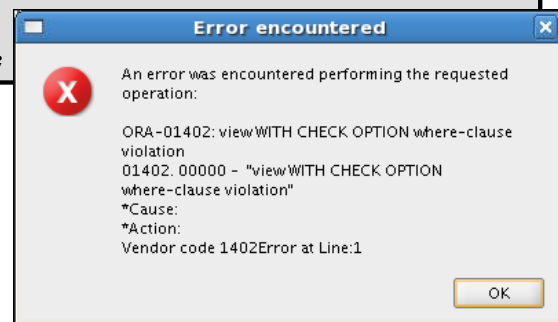 Error encountered
An error was encountered performing the requested
operation:
ORA-01402: view WITH CHECK OPTION where-clause
violation
01402. 00000 - "view WITH CHECK OPTION
where-clause violation"
*Cause:
*Action:
Vendor code 1402Error at Line:1
OK